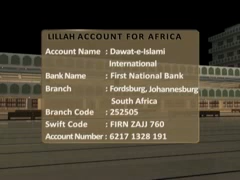 LILLAH ACCOUNT FOR AFRICA
Account Name : Dawat-e-Islami
International
Bank Name : First National Bank
Branch : Fordsburg, Johannesburg
South Africa
Branch Code : 252505
Swift Code : FIRN ZAJJ 760
Account Number : 6217 1328 191